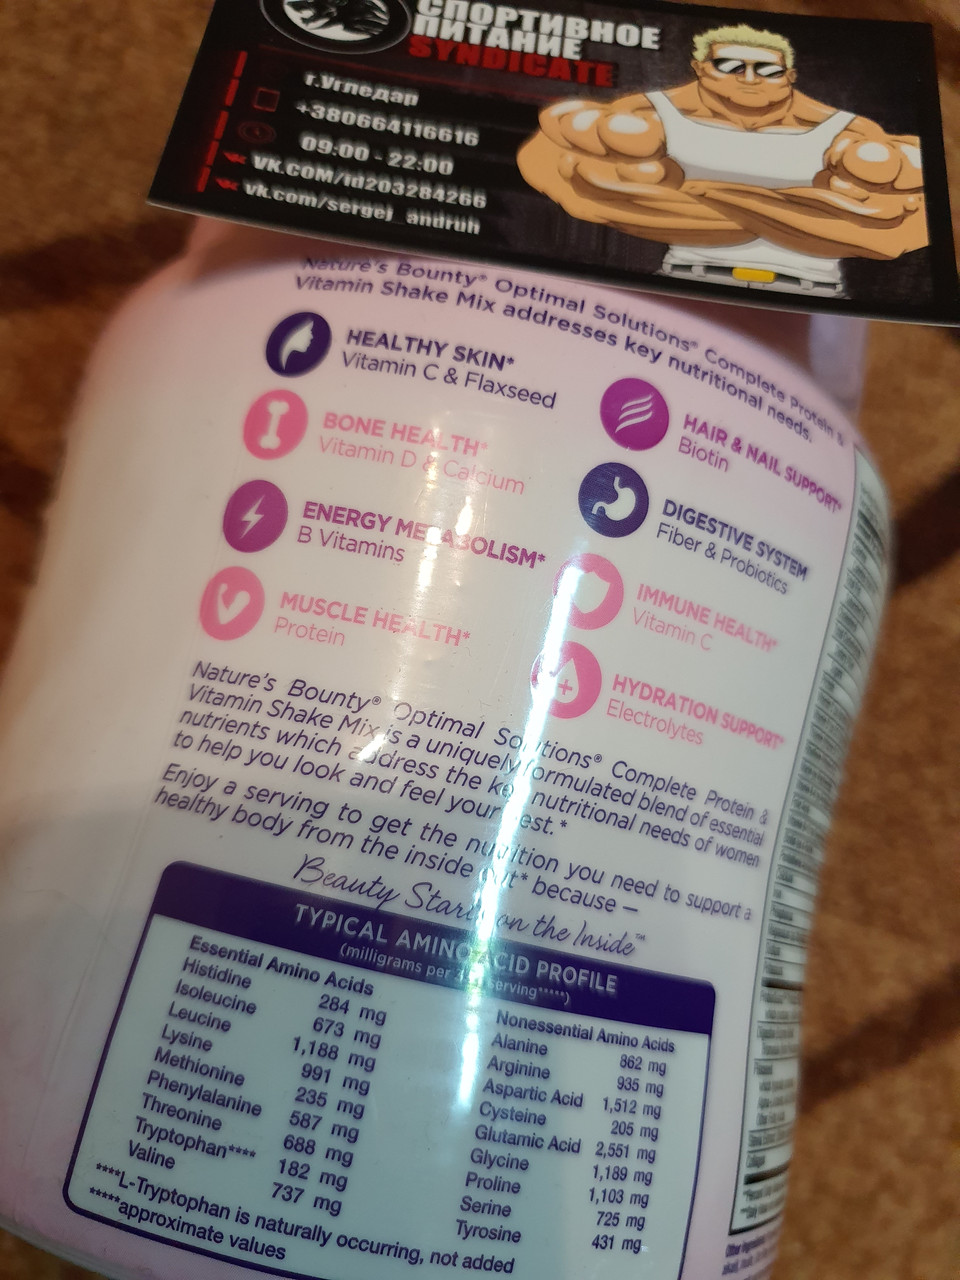 СПОРТИВНОЕ
ПИТАНИЕ
SYNDICATE
г.Угледар
+380664116616
09:00 - 22:00
vk.com/id203284266
vk.com/sergej_andruh
Nature's Bounty® Optimal Solutions® Complete Protein &
Vitamin Shake Mix addresses key nutritional needs.
HEALTHY SKIN*
Vitamin C & Flaxseed
BONE HEALTH*
Vitamin D & Calcium
ENERGY METABOLISM*
B Vitamins
MUSCLE HEALTH*
Protein
HAIR & NAIL SUPPORT*
Biotin
DIGESTIVE SYSTEM
Fiber & Probiotics
IMMUNE HEALTH*
Vitamin C
HYDRATION SUPPORT*
Electrolytes
Nature's Bounty® Optimal Solutions® Complete Protein &
Vitamin Shake Mix is a uniquely formulated blend of essential
nutrients which address the key nutritional needs of women
to help you look and feel your best.*
Enjoy a serving to get the nutrition you need to support a
healthy body from the inside out* because —
Beauty Starts on the Inside™
TYPICAL AMINO ACID PROFILE
(milligrams per serving*****)
Essential Amino Acids
Histidine 284 mg
Isoleucine 673 mg
Leucine 1,188 mg
Lysine 991 mg
Methionine 235 mg
Phenylalanine 587 mg
Threonine 688 mg
Tryptophan**** 182 mg
Valine 737 mg
Nonessential Amino Acids
Alanine 862 mg
Arginine 935 mg
Aspartic Acid 1,512 mg
Cysteine 205 mg
Glutamic Acid 2,551 mg
Glycine 1,189 mg
Proline 1,103 mg
Serine 725 mg
Tyrosine 431 mg
****L-Tryptophan is naturally occurring, not added
*****approximate values